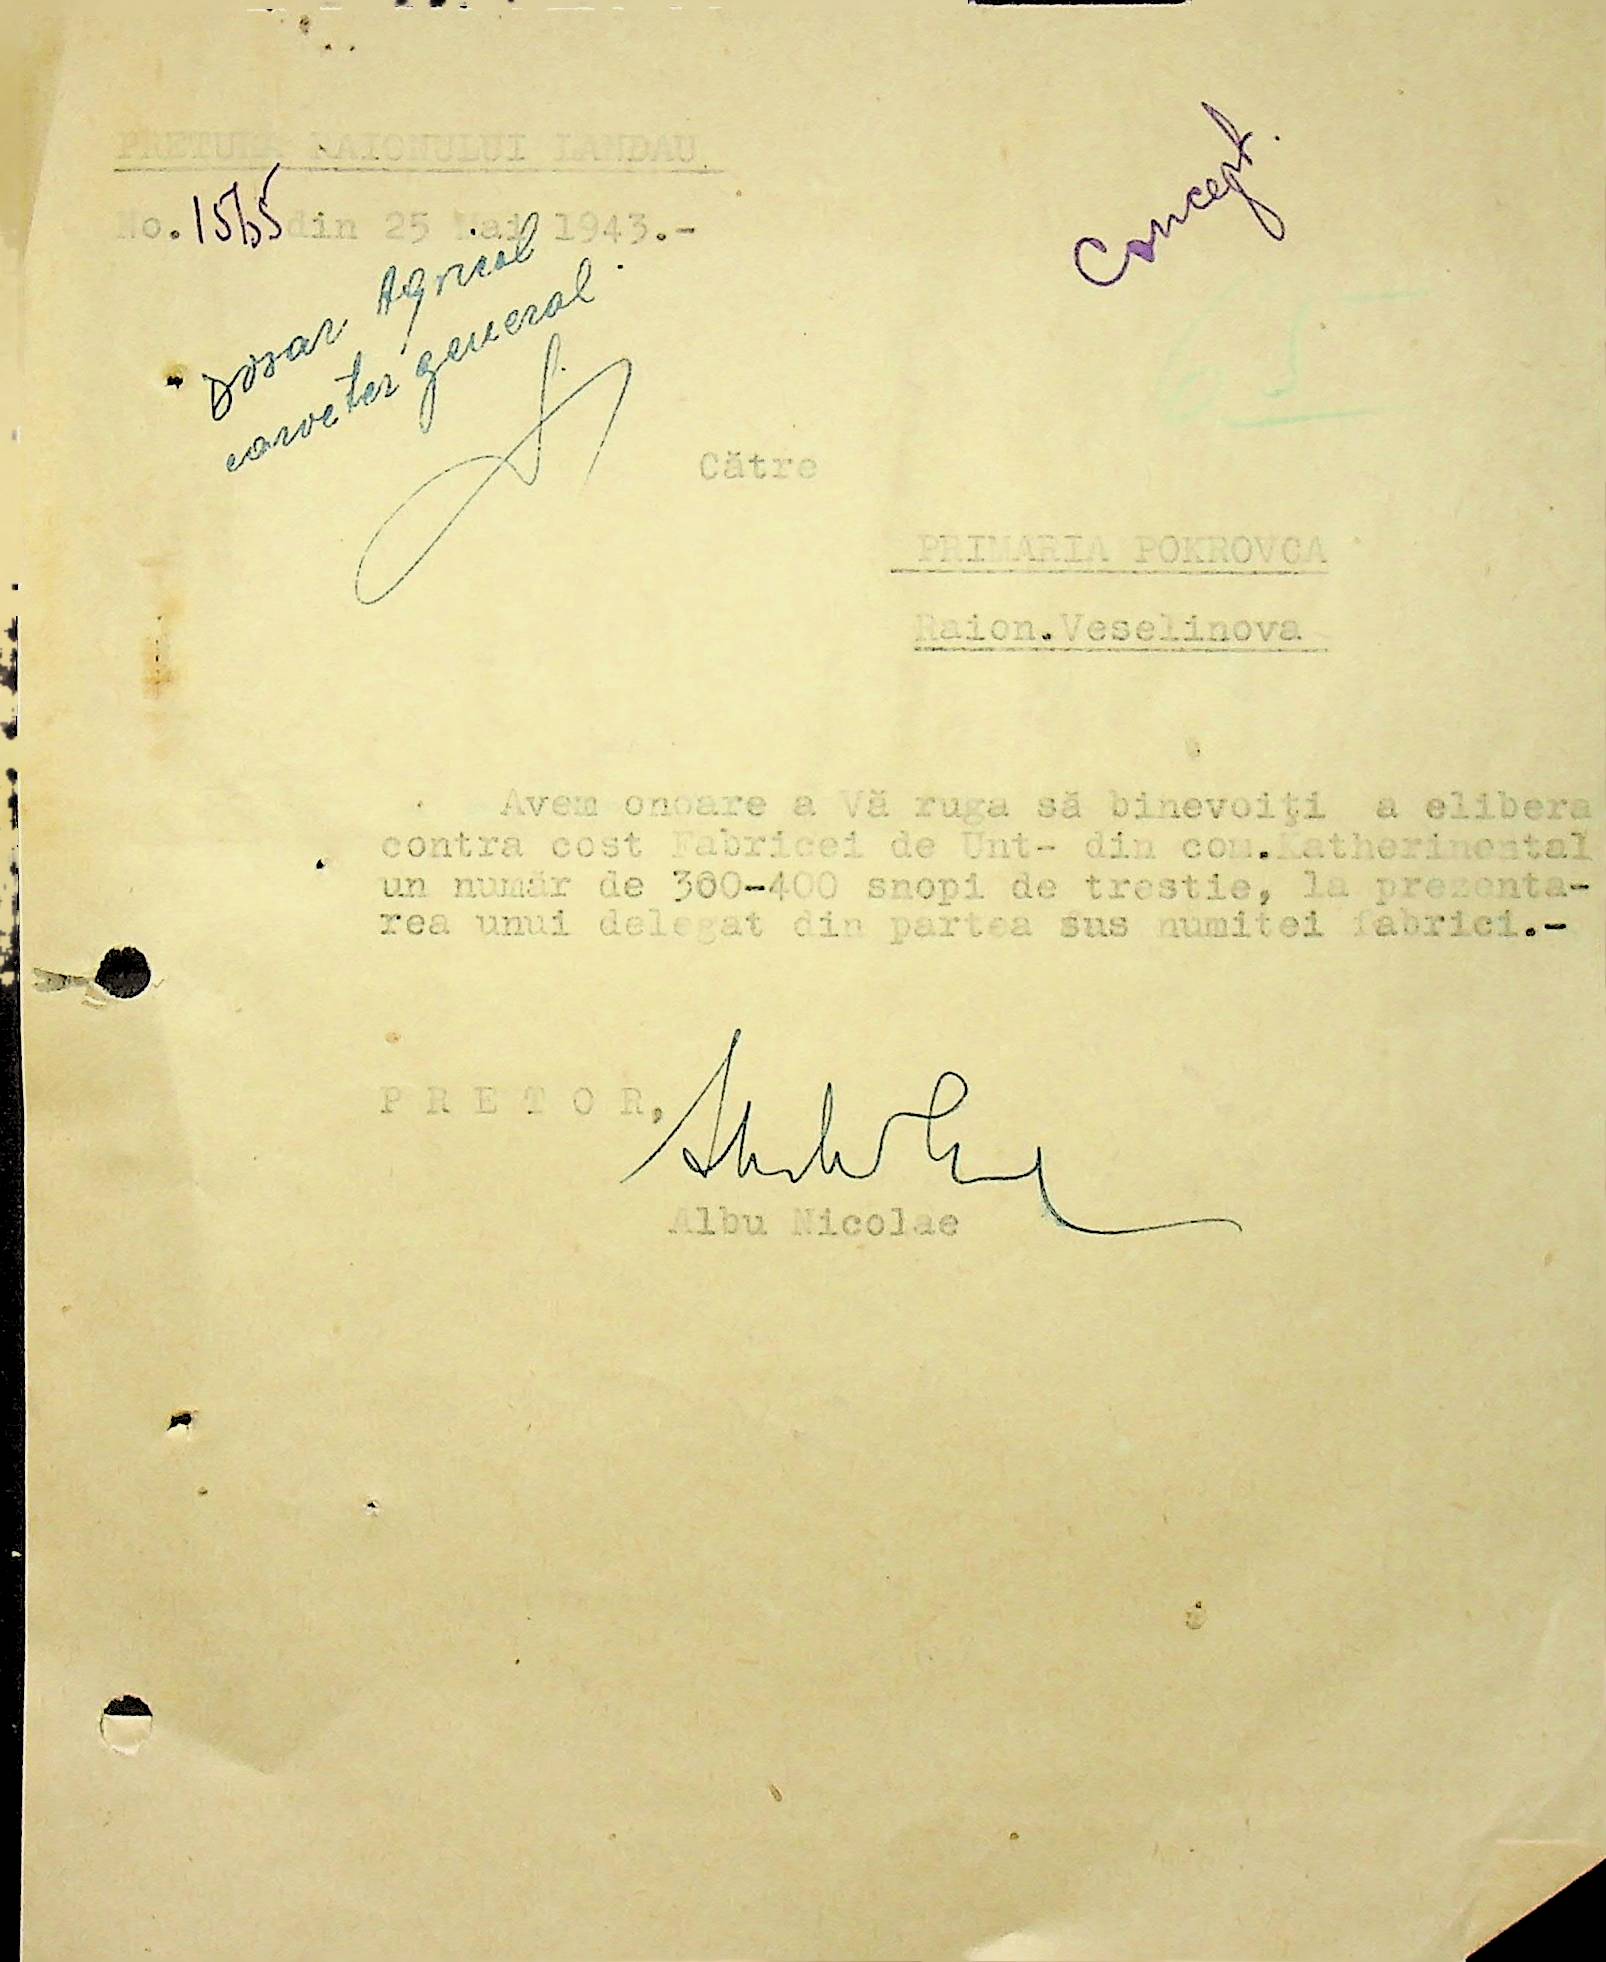 PRETURA RAIONULUI LANDAU
No. 1565 din 25 Mai 1943.-
Concept.
Dosar Agricol
caracter general.
Către
PRIMARIA POKROVCA
Raion.Veselinova
Avem onoare a Vă ruga să binevoiţi a elibera
contra cost Fabricei de Unt- din com.Katherinental
un număr de 300-400 snopi de trestie, la prezenta-
rea unui delegat din partea sus numitei fabrici.-
P R E T O R,
Albu Nicolae